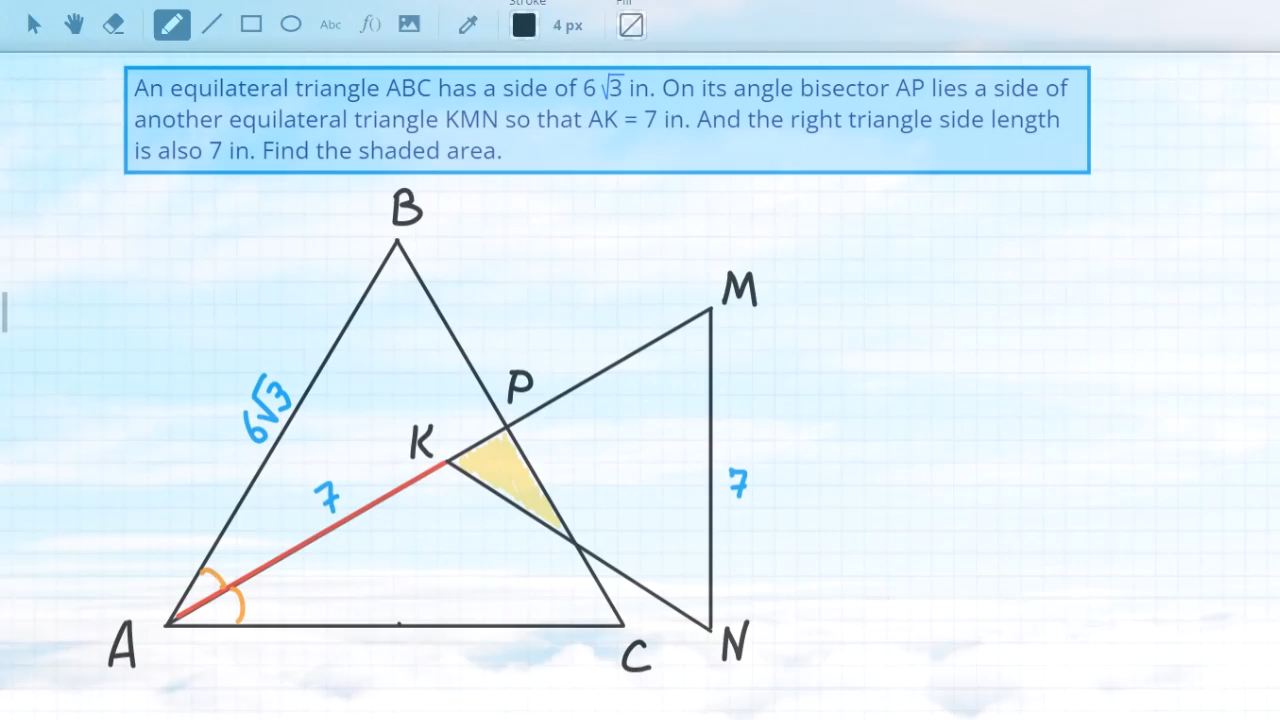 Stroke
Fill
Abc
f()
4 px
An equilateral triangle ABC has a side of 6 √3 in. On its angle bisector AP lies a side of
another equilateral triangle KMN so that AK = 7 in. And the right triangle side length
is also 7 in. Find the shaded area.
B
M
P
6√3
K
7
7
A
C
N